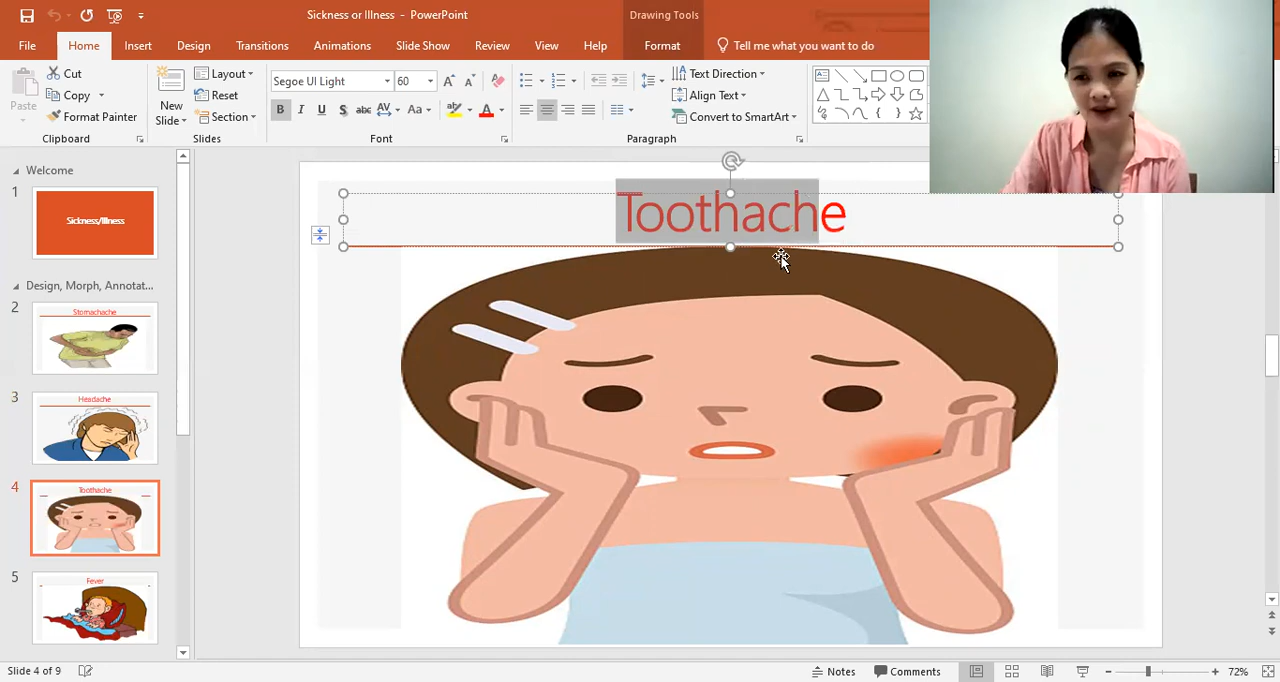 Sickness or Illness - PowerPoint
Drawing Tools
File Home Insert Design Transitions Animations Slide Show Review View Help Format Tell me what you want to do
Paste
Cut
Copy
Format Painter
Clipboard
New Slide
Layout
Reset
Section
Slides
Segoe UI Light 60
B I U S abc AV Aa A
Font
Text Direction
Align Text
Convert to SmartArt
Paragraph
Welcome
1
Sickness/Illness
Design, Morph, Annotat...
2
Stomachache
3
Headache
4
Toothache
5
Fever
Toothache
Slide 4 of 9
Notes
Comments
72%